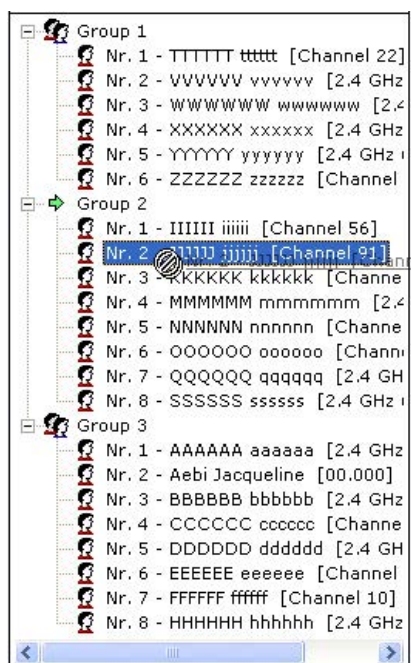 Group 1
Nr. 1 - TTTTTT tttttt [Channel 22]
Nr. 2 - VVVVVV vvvvvv [2.4 GHz
Nr. 3 - WWWWWW wwwwww [2.4
Nr. 4 - XXXXXX xxxxxx [2.4 GHz
Nr. 5 - YYYYYY yyyyyy [2.4 GHz
Nr. 6 - ZZZZZZ zzzzzz [Channel
Group 2
Nr. 1 - IIIIII iiiiii [Channel 56]
Nr. 2 JJJJJJ jjjjjj [Channel 91]
Nr. 3 - KKKKKK kkkkkk [Channe
Nr. 4 - MMMMMM mmmmmm [2.4
Nr. 5 - NNNNNN nnnnnn [Channe
Nr. 6 - OOOOOO oooooo [Chann
Nr. 7 - QQQQQQ qqqqqq [2.4 GH
Nr. 8 - SSSSSS ssssss [2.4 GHz
Group 3
Nr. 1 - AAAAAA aaaaaa [2.4 GHz
Nr. 2 - Aebi Jacqueline [00.000]
Nr. 3 - BBBBBB bbbbbb [2.4 GHz
Nr. 4 - CCCCCC cccccc [Channe
Nr. 5 - DDDDDD dddddd [2.4 GH
Nr. 6 - EEEEEE eeeeee [Channel
Nr. 7 - FFFFFF ffffff [Channel 10]
Nr. 8 - HHHHHH hhhhhh [2.4 GHz